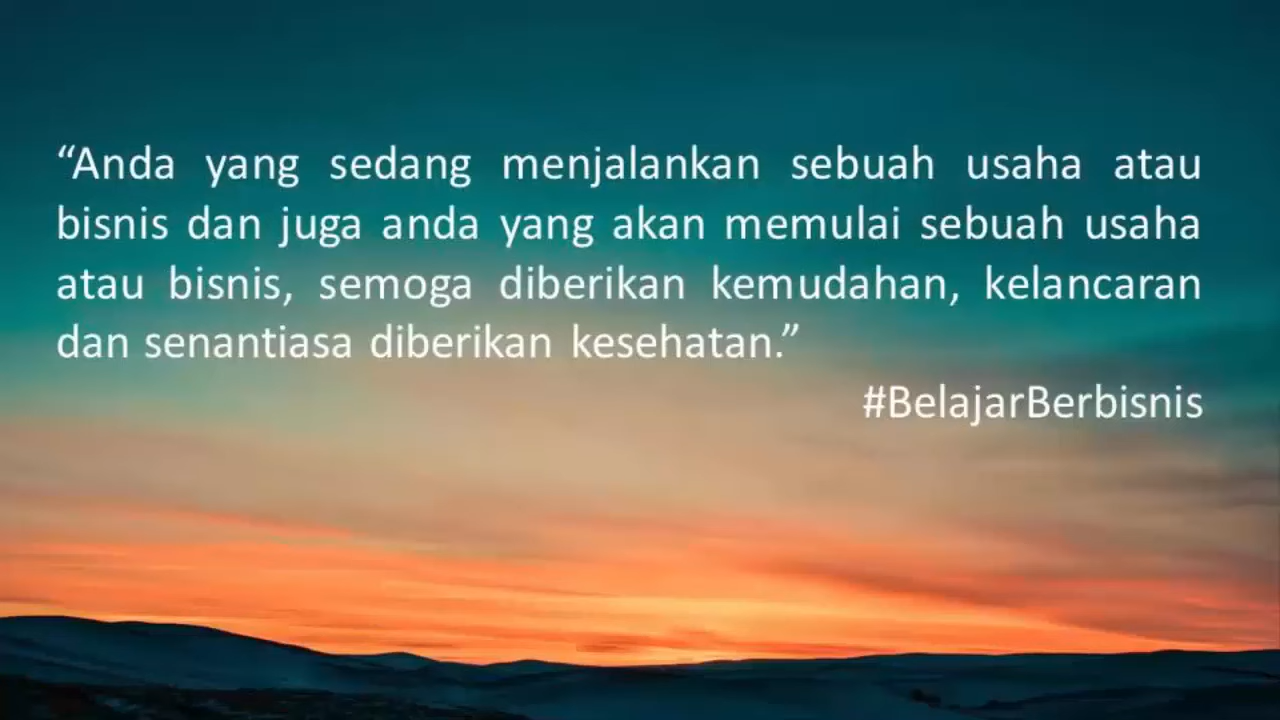 “Anda yang sedang menjalankan sebuah usaha atau
bisnis dan juga anda yang akan memulai sebuah usaha
atau bisnis, semoga diberikan kemudahan, kelancaran
dan senantiasa diberikan kesehatan.”
#BelajarBerbisnis